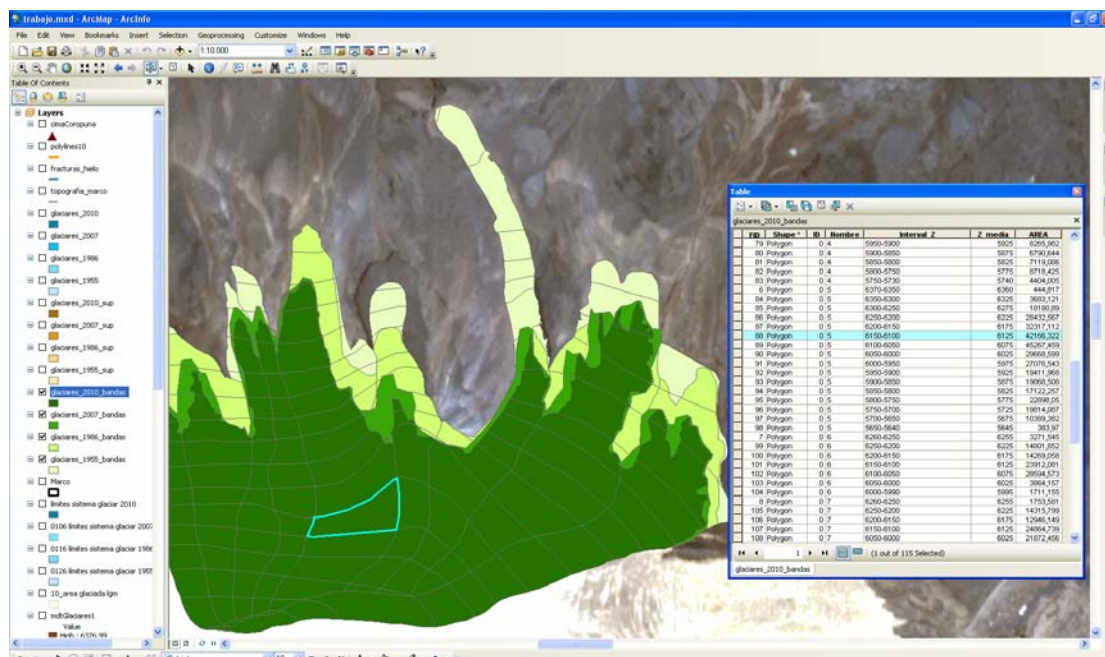 trabajo.mxd - ArcMap - ArcInfo
File Edit View Bookmarks Insert Selection Geoprocessing Customize Windows Help
1:10.000
Table Of Contents
Layers
cimaCoropuna
polylines10
fracturas_hielo
topografia_marco
glaciares_2010
glaciares_2007
glaciares_1986
glaciares_1955
glaciares_2010_sup
glaciares_2007_sup
glaciares_1986_sup
glaciares_1955_sup
glaciares_2010_bandas
glaciares_2007_bandas
glaciares_1986_bandas
glaciares_1955_bandas
Marco
límites sistema glaciar 2010
0106 límites sistema glaciar 2007
0116 límites sistema glaciar 1986
0126 límites sistema glaciar 1955
10_area glaciada lgm
mdtGlaciares1
Value
High : 6376,99
Table
glaciares_2010_bandas
FID Shape * ID Nombre Interval_Z Z_media AREA
79 Polygon 0 4 5950-5900 5925 8265,982
80 Polygon 0 4 5900-5850 5875 6790,644
81 Polygon 0 4 5850-5800 5825 7119,006
82 Polygon 0 4 5800-5750 5775 6718,425
83 Polygon 0 4 5750-5730 5740 4404,005
6 Polygon 0 5 6370-6350 6360 444,817
84 Polygon 0 5 6350-6300 6325 3683,121
85 Polygon 0 5 6300-6250 6275 18180,89
86 Polygon 0 5 6250-6200 6225 26432,567
87 Polygon 0 5 6200-6150 6175 32317,112
88 Polygon 0 5 6150-6100 6125 42166,322
89 Polygon 0 5 6100-6050 6075 45267,459
90 Polygon 0 5 6050-6000 6025 29668,599
91 Polygon 0 5 6000-5950 5975 27076,543
92 Polygon 0 5 5950-5900 5925 19411,968
93 Polygon 0 5 5900-5850 5875 19868,508
94 Polygon 0 5 5850-5800 5825 17122,257
95 Polygon 0 5 5800-5750 5775 22898,05
96 Polygon 0 5 5750-5700 5725 19814,087
97 Polygon 0 5 5700-5650 5675 10389,382
98 Polygon 0 5 5650-5640 5645 383,97
7 Polygon 0 6 6260-6250 6255 3271,545
99 Polygon 0 6 6250-6200 6225 14001,852
100 Polygon 0 6 6200-6150 6175 14269,058
101 Polygon 0 6 6150-6100 6125 23912,081
102 Polygon 0 6 6100-6050 6075 28594,573
103 Polygon 0 6 6050-6000 6025 3864,157
104 Polygon 0 6 6000-5990 5995 1711,155
8 Polygon 0 7 6260-6250 6255 1753,581
105 Polygon 0 7 6250-6200 6225 14315,799
106 Polygon 0 7 6200-6150 6175 12946,149
107 Polygon 0 7 6150-6100 6125 24864,739
108 Polygon 0 7 6050-6000 6025 21872,456
1 (1 out of 115 Selected)
glaciares_2010_bandas